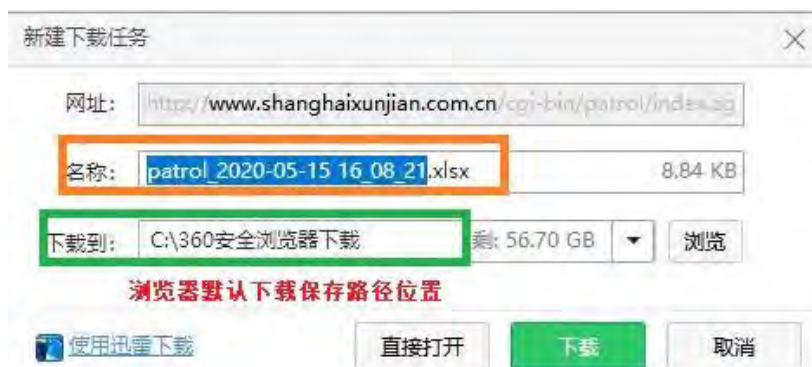 新建下载任务
网址: http://www.shanghaixunjian.com.cn/cgi-bin/patrol/index.ag
名称: patrol_2020-05-15 16_08_21.xlsx 8.84 KB
下载到: C:\360安全浏览器下载 剩: 56.70 GB 浏览
浏览器默认下载保存路径位置
使用迅雷下载 直接打开 下载 取消